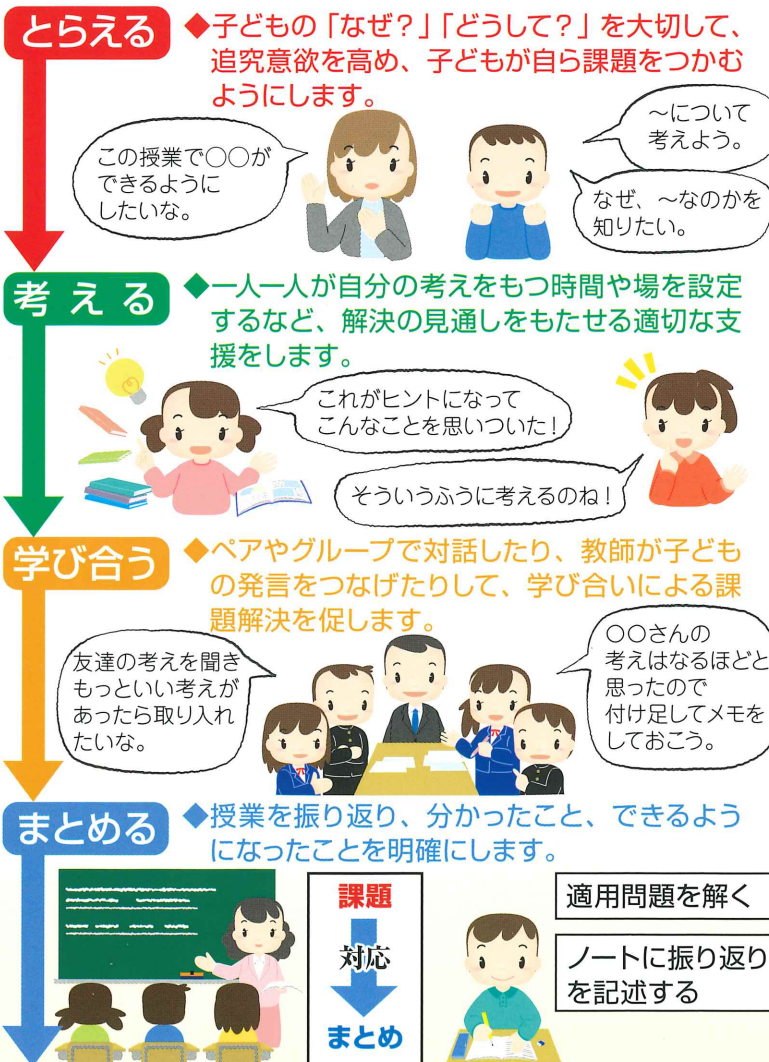 とらえる
◆子どもの「なぜ?」「どうして?」を大切して、
追究意欲を高め、子どもが自ら課題をつかむ
ようにします。
この授業で〇〇が
できるように
したいな。
~について
考えよう。
なぜ、~なのかを
知りたい。
考える
◆一人一人が自分の考えをもつ時間や場を設定
するなど、解決の見通しをもたせる適切な支
援をします。
これがヒントになって
こんなことを思いついた!
そういうふうに考えるのね!
学び合う
◆ペアやグループで対話したり、教師が子ども
の発言をつなげたりして、学び合いによる課
題解決を促します。
友達の考えを聞き
もっといい考えが
あったら取り入れ
たいな。
〇〇さんの
考えはなるほどと
思ったので
付け足してメモを
しておこう。
まとめる
◆授業を振り返り、分かったこと、できるよう
になったことを明確にします。
課題
対応
まとめ
適用問題を解く
ノートに振り返り
を記述する